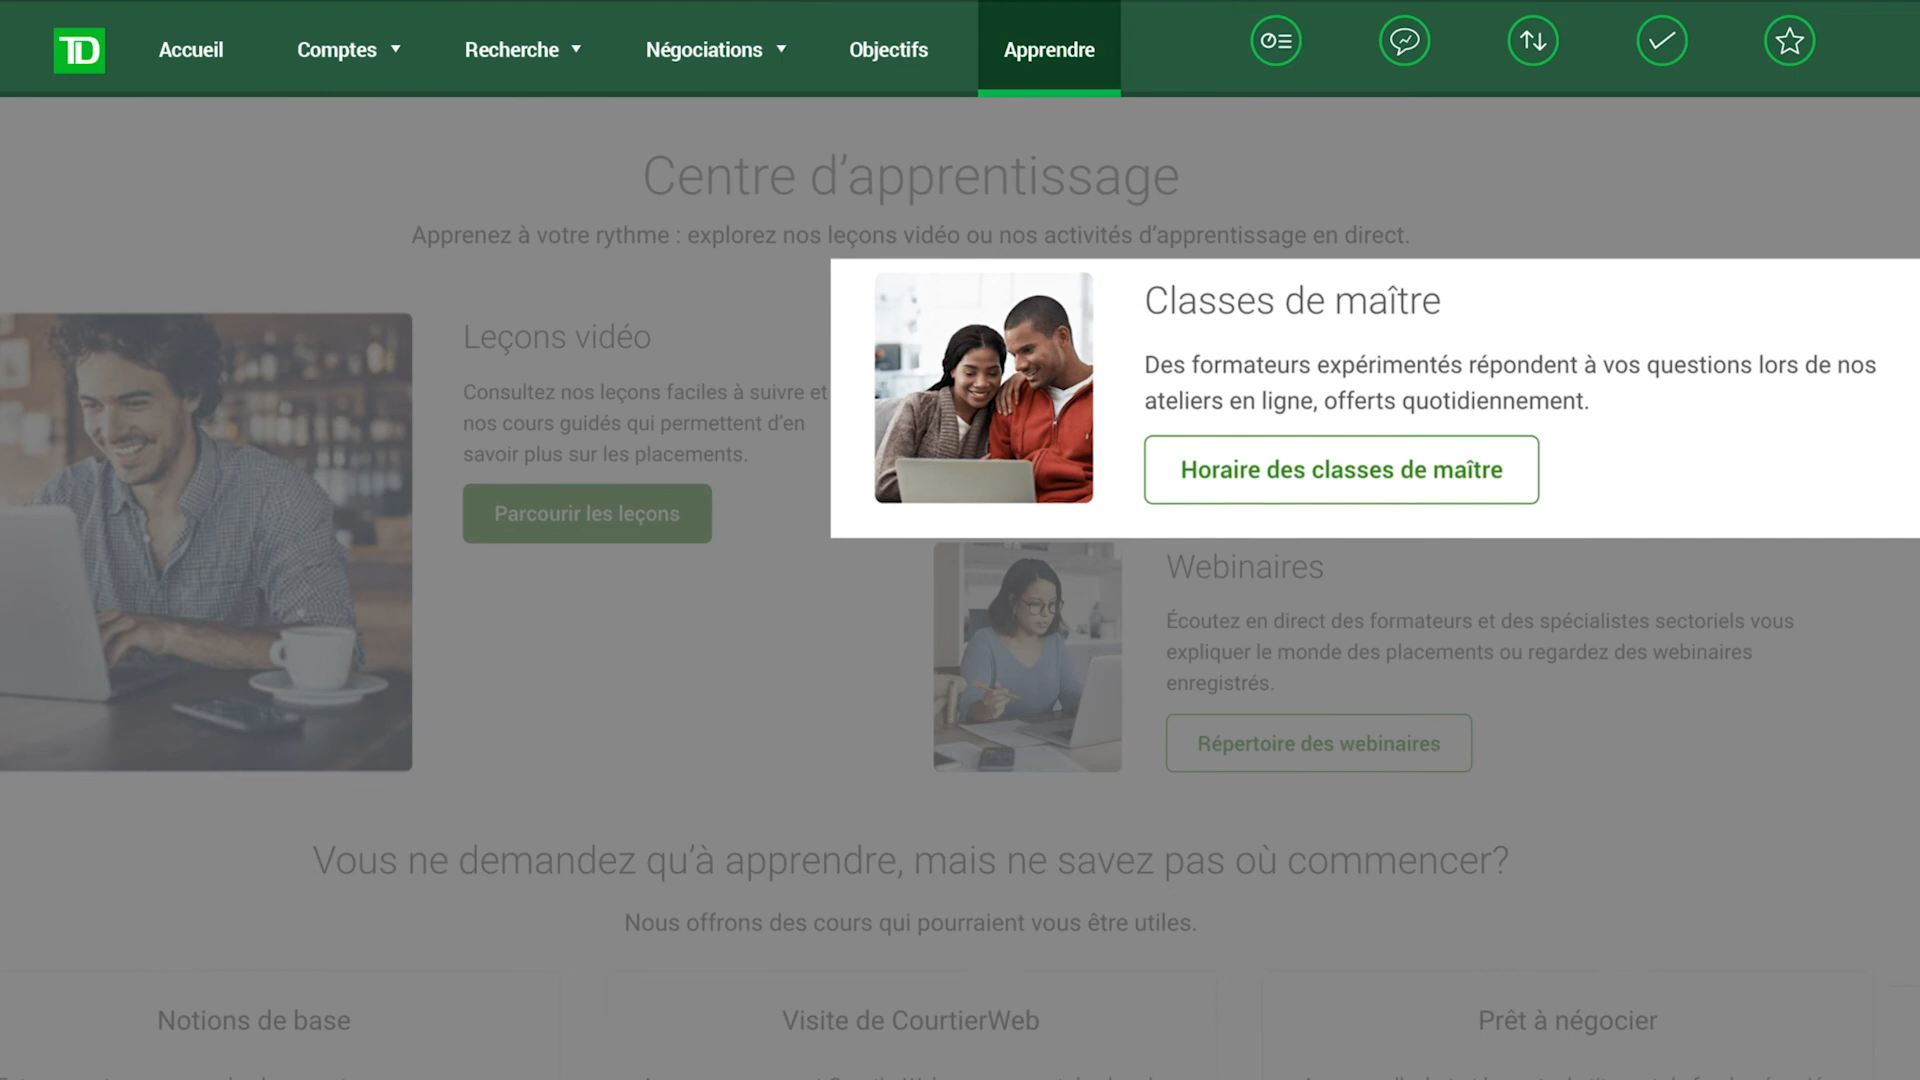 TD
Accueil
Comptes
Recherche
Négociations
Objectifs
Apprendre
Centre d'apprentissage
Apprenez à votre rythme : explorez nos leçons vidéo ou nos activités d'apprentissage en direct.
Leçons vidéo
Consultez nos leçons faciles à suivre et
nos cours guidés qui permettent d'en
savoir plus sur les placements.
Parcourir les leçons
Classes de maître
Des formateurs expérimentés répondent à vos questions lors de nos
ateliers en ligne, offerts quotidiennement.
Horaire des classes de maître
Webinaires
Écoutez en direct des formateurs et des spécialistes sectoriels vous
expliquer le monde des placements ou regardez des webinaires
enregistrés.
Répertoire des webinaires
Vous ne demandez qu'à apprendre, mais ne savez pas où commencer?
Nous offrons des cours qui pourraient vous être utiles.
Notions de base
Visite de CourtierWeb
Prêt à négocier